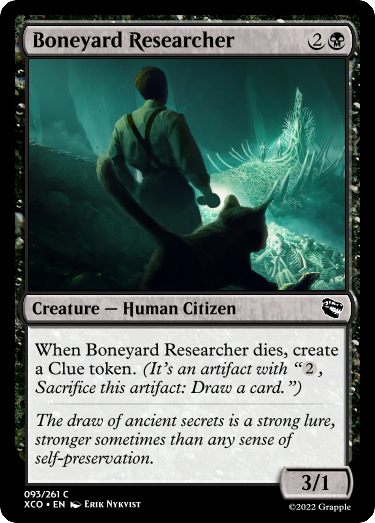 Boneyard Researcher 2
Creature — Human Citizen
When Boneyard Researcher dies, create
a Clue token. (It's an artifact with “2,
Sacrifice this artifact: Draw a card.”)
The draw of ancient secrets is a strong lure,
stronger sometimes than any sense of
self-preservation.
3/1
093/261 C
XCO • EN Erik Nykvist
©2022 Grapple